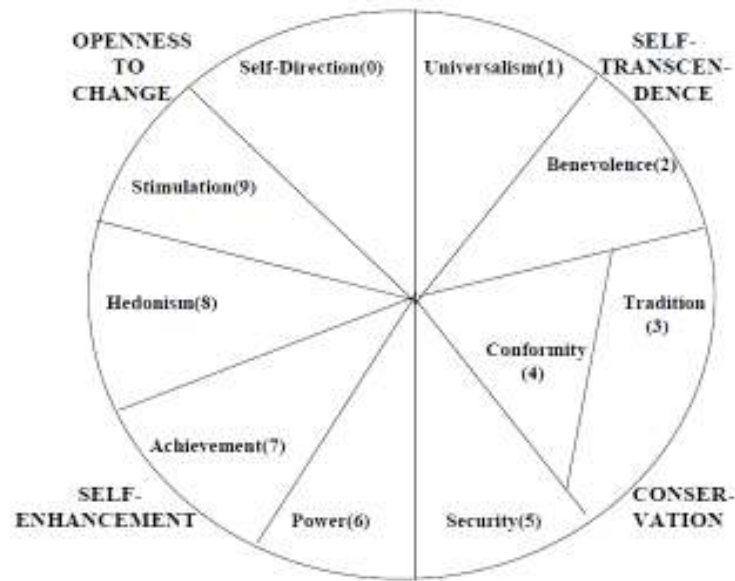 OPENNESS
TO
CHANGE
SELF-
TRANSCEN-
DENCE
Self-Direction(0)
Universalism(1)
Benevolence(2)
Stimulation(9)
Hedonism(8)
Tradition
(3)
Conformity
(4)
Achievement(7)
Power(6)
Security(5)
SELF-
ENHANCEMENT
CONSER-
VATION